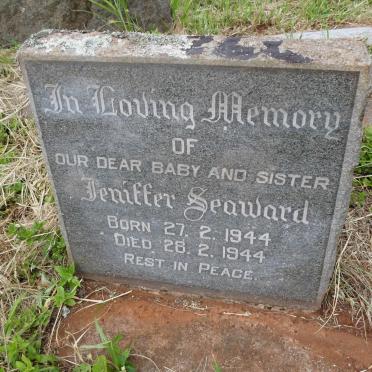 In Loving Memory
OF
OUR DEAR BABY AND SISTER
Jeniffer Seaward
BORN 27. 2. 1944
DIED 28. 2. 1944
REST IN PEACE.